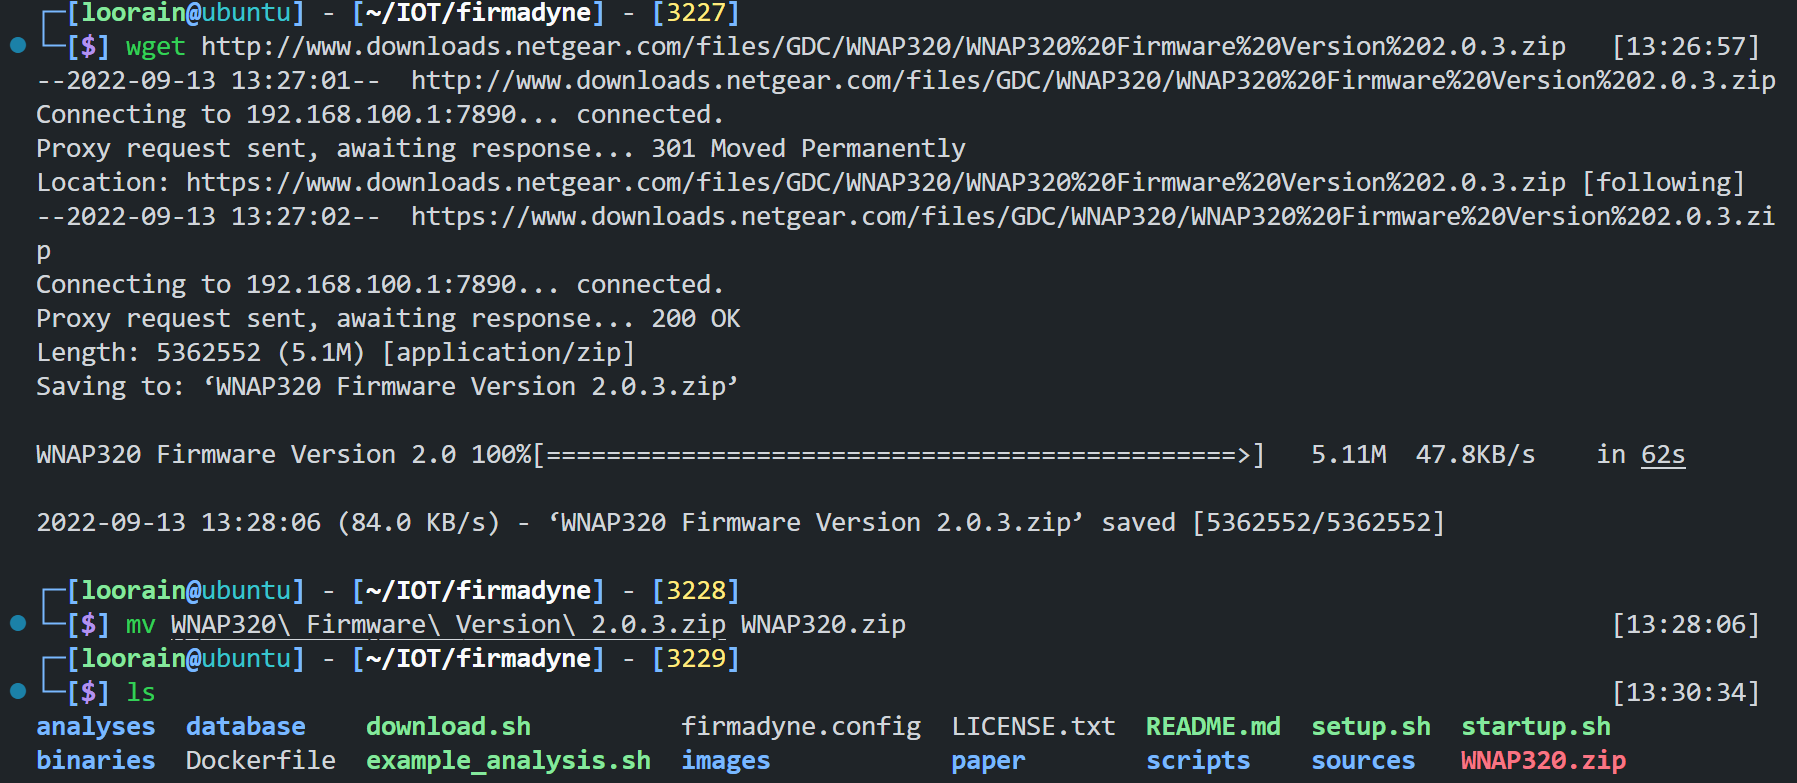 ┌─[loorain@ubuntu] - [~/IOT/firmadyne] - [3227]
└─[$] wget http://www.downloads.netgear.com/files/GDC/WNAP320/WNAP320%20Firmware%20Version%202.0.3.zip [13:26:57]
--2022-09-13 13:27:01--  http://www.downloads.netgear.com/files/GDC/WNAP320/WNAP320%20Firmware%20Version%202.0.3.zip
Connecting to 192.168.100.1:7890... connected.
Proxy request sent, awaiting response... 301 Moved Permanently
Location: https://www.downloads.netgear.com/files/GDC/WNAP320/WNAP320%20Firmware%20Version%202.0.3.zip [following]
--2022-09-13 13:27:02--  https://www.downloads.netgear.com/files/GDC/WNAP320/WNAP320%20Firmware%20Version%202.0.3.zi
p
Connecting to 192.168.100.1:7890... connected.
Proxy request sent, awaiting response... 200 OK
Length: 5362552 (5.1M) [application/zip]
Saving to: ‘WNAP320 Firmware Version 2.0.3.zip’
WNAP320 Firmware Version 2.0 100%[==============================================>]   5.11M  47.8KB/s    in 62s
2022-09-13 13:28:06 (84.0 KB/s) - ‘WNAP320 Firmware Version 2.0.3.zip’ saved [5362552/5362552]
┌─[loorain@ubuntu] - [~/IOT/firmadyne] - [3228]
└─[$] mv WNAP320\ Firmware\ Version\ 2.0.3.zip WNAP320.zip [13:28:06]
┌─[loorain@ubuntu] - [~/IOT/firmadyne] - [3229]
└─[$] ls [13:30:34]
analyses  database    download.sh          firmadyne.config  LICENSE.txt  README.md  setup.sh  startup.sh
binaries  Dockerfile  example_analysis.sh  images            paper        scripts    sources   WNAP320.zip